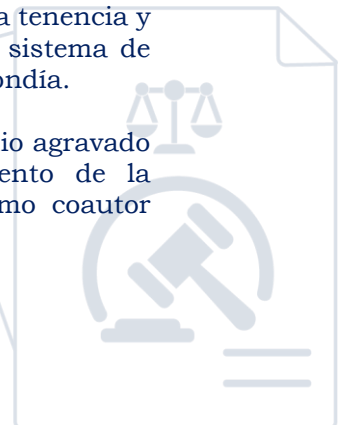 a tenencia y
sistema de
ondía.
io agravado
ento de la
mo coautor